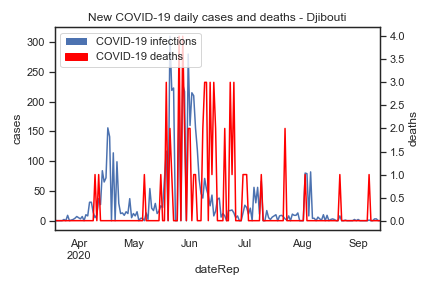 New COVID-19 daily cases and deaths - Djibouti
COVID-19 infections
COVID-19 deaths
300
250
200
150
100
50
0
cases
4.0
3.5
3.0
2.5
2.0
1.5
1.0
0.5
0.0
deaths
Apr May Jun Jul Aug Sep
2020
dateRep